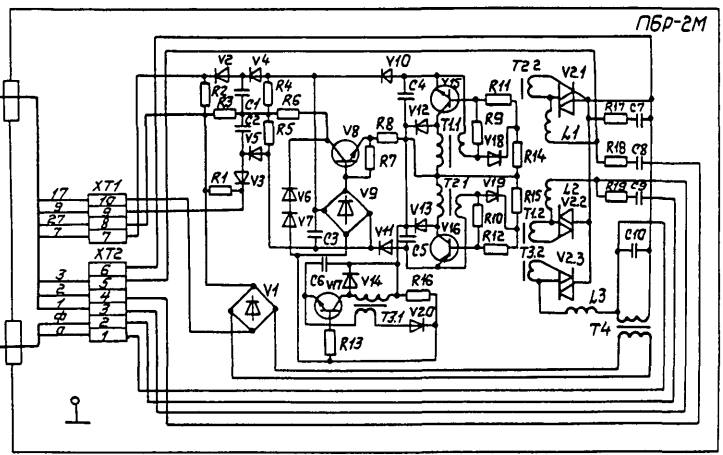 ПБР-2М
V2 V4 V10 C4 V15 R11 T2.2 V2.1
R2 R3 C1 R4 R6 V12 R9 R17 C7
C2 V8 R8 T1.1 V18 L1
V5 R5 R7 R14 R18 C8
R1 V3 V6 V9 T2.1 V19 R15 L2 R19 C9
17 XT1 10
9 9
27 8
7 7
V7 C3 V11 V13 R10 T1.2 V2.2
C5 V16 R12 T3.2 C10
XT2
3 6
5
2 4
1 3
Ф 2
0 1
C6 V17 V14 R16 V2.3
V1 T3.1 V20 L3 T4
R13